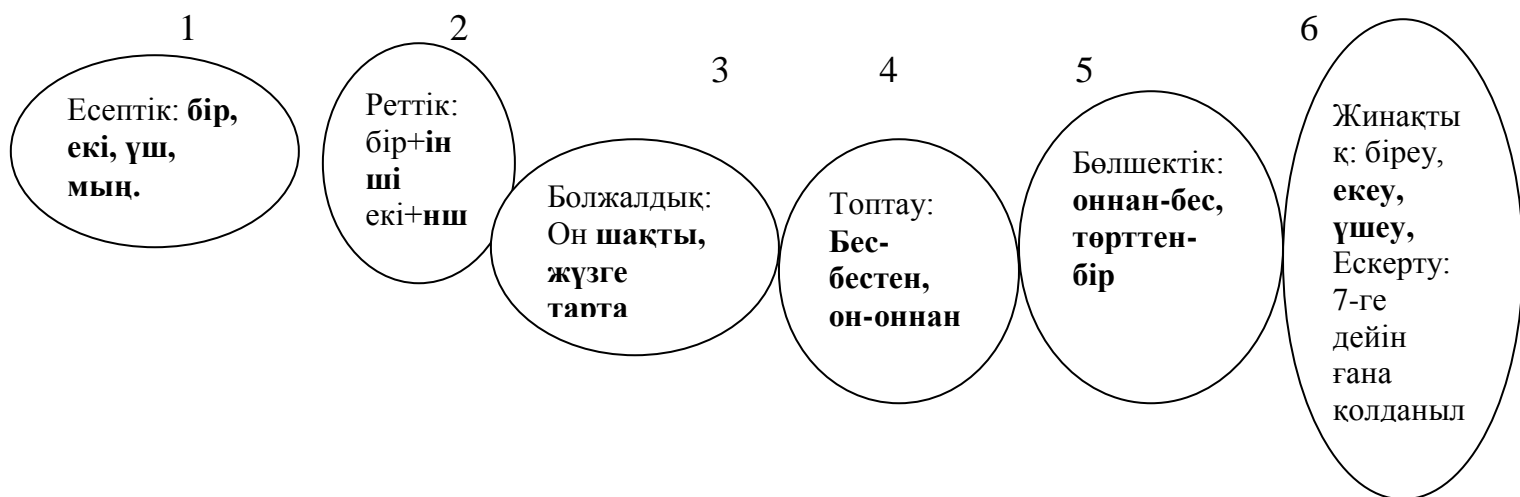 1
Есептік: бір,
екі, үш,
мың.
2
Реттік:
бір+ін
ші
екі+нш
3
Болжалдық:
Он шақты,
жүзге
тарта
4
Топтау:
Бес-
бестен,
он-оннан
5
Бөлшектік:
оннан-бес,
төрттен-
бір
6
Жинақты
қ: біреу,
екеу,
үшеу,
Ескерту:
7-ге
дейін
ғана
қолданыл